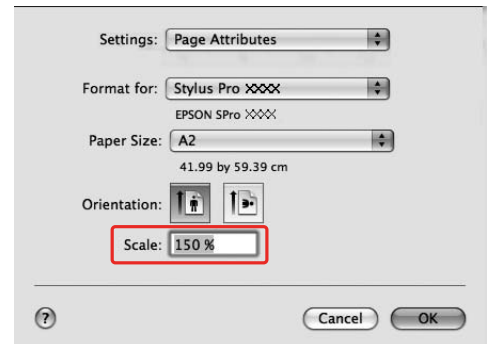 Settings: Page Attributes
Format for: Stylus Pro XXXX
EPSON SPro XXXX
Paper Size: A2
41.99 by 59.39 cm
Orientation:
Scale: 150 %
? Cancel OK